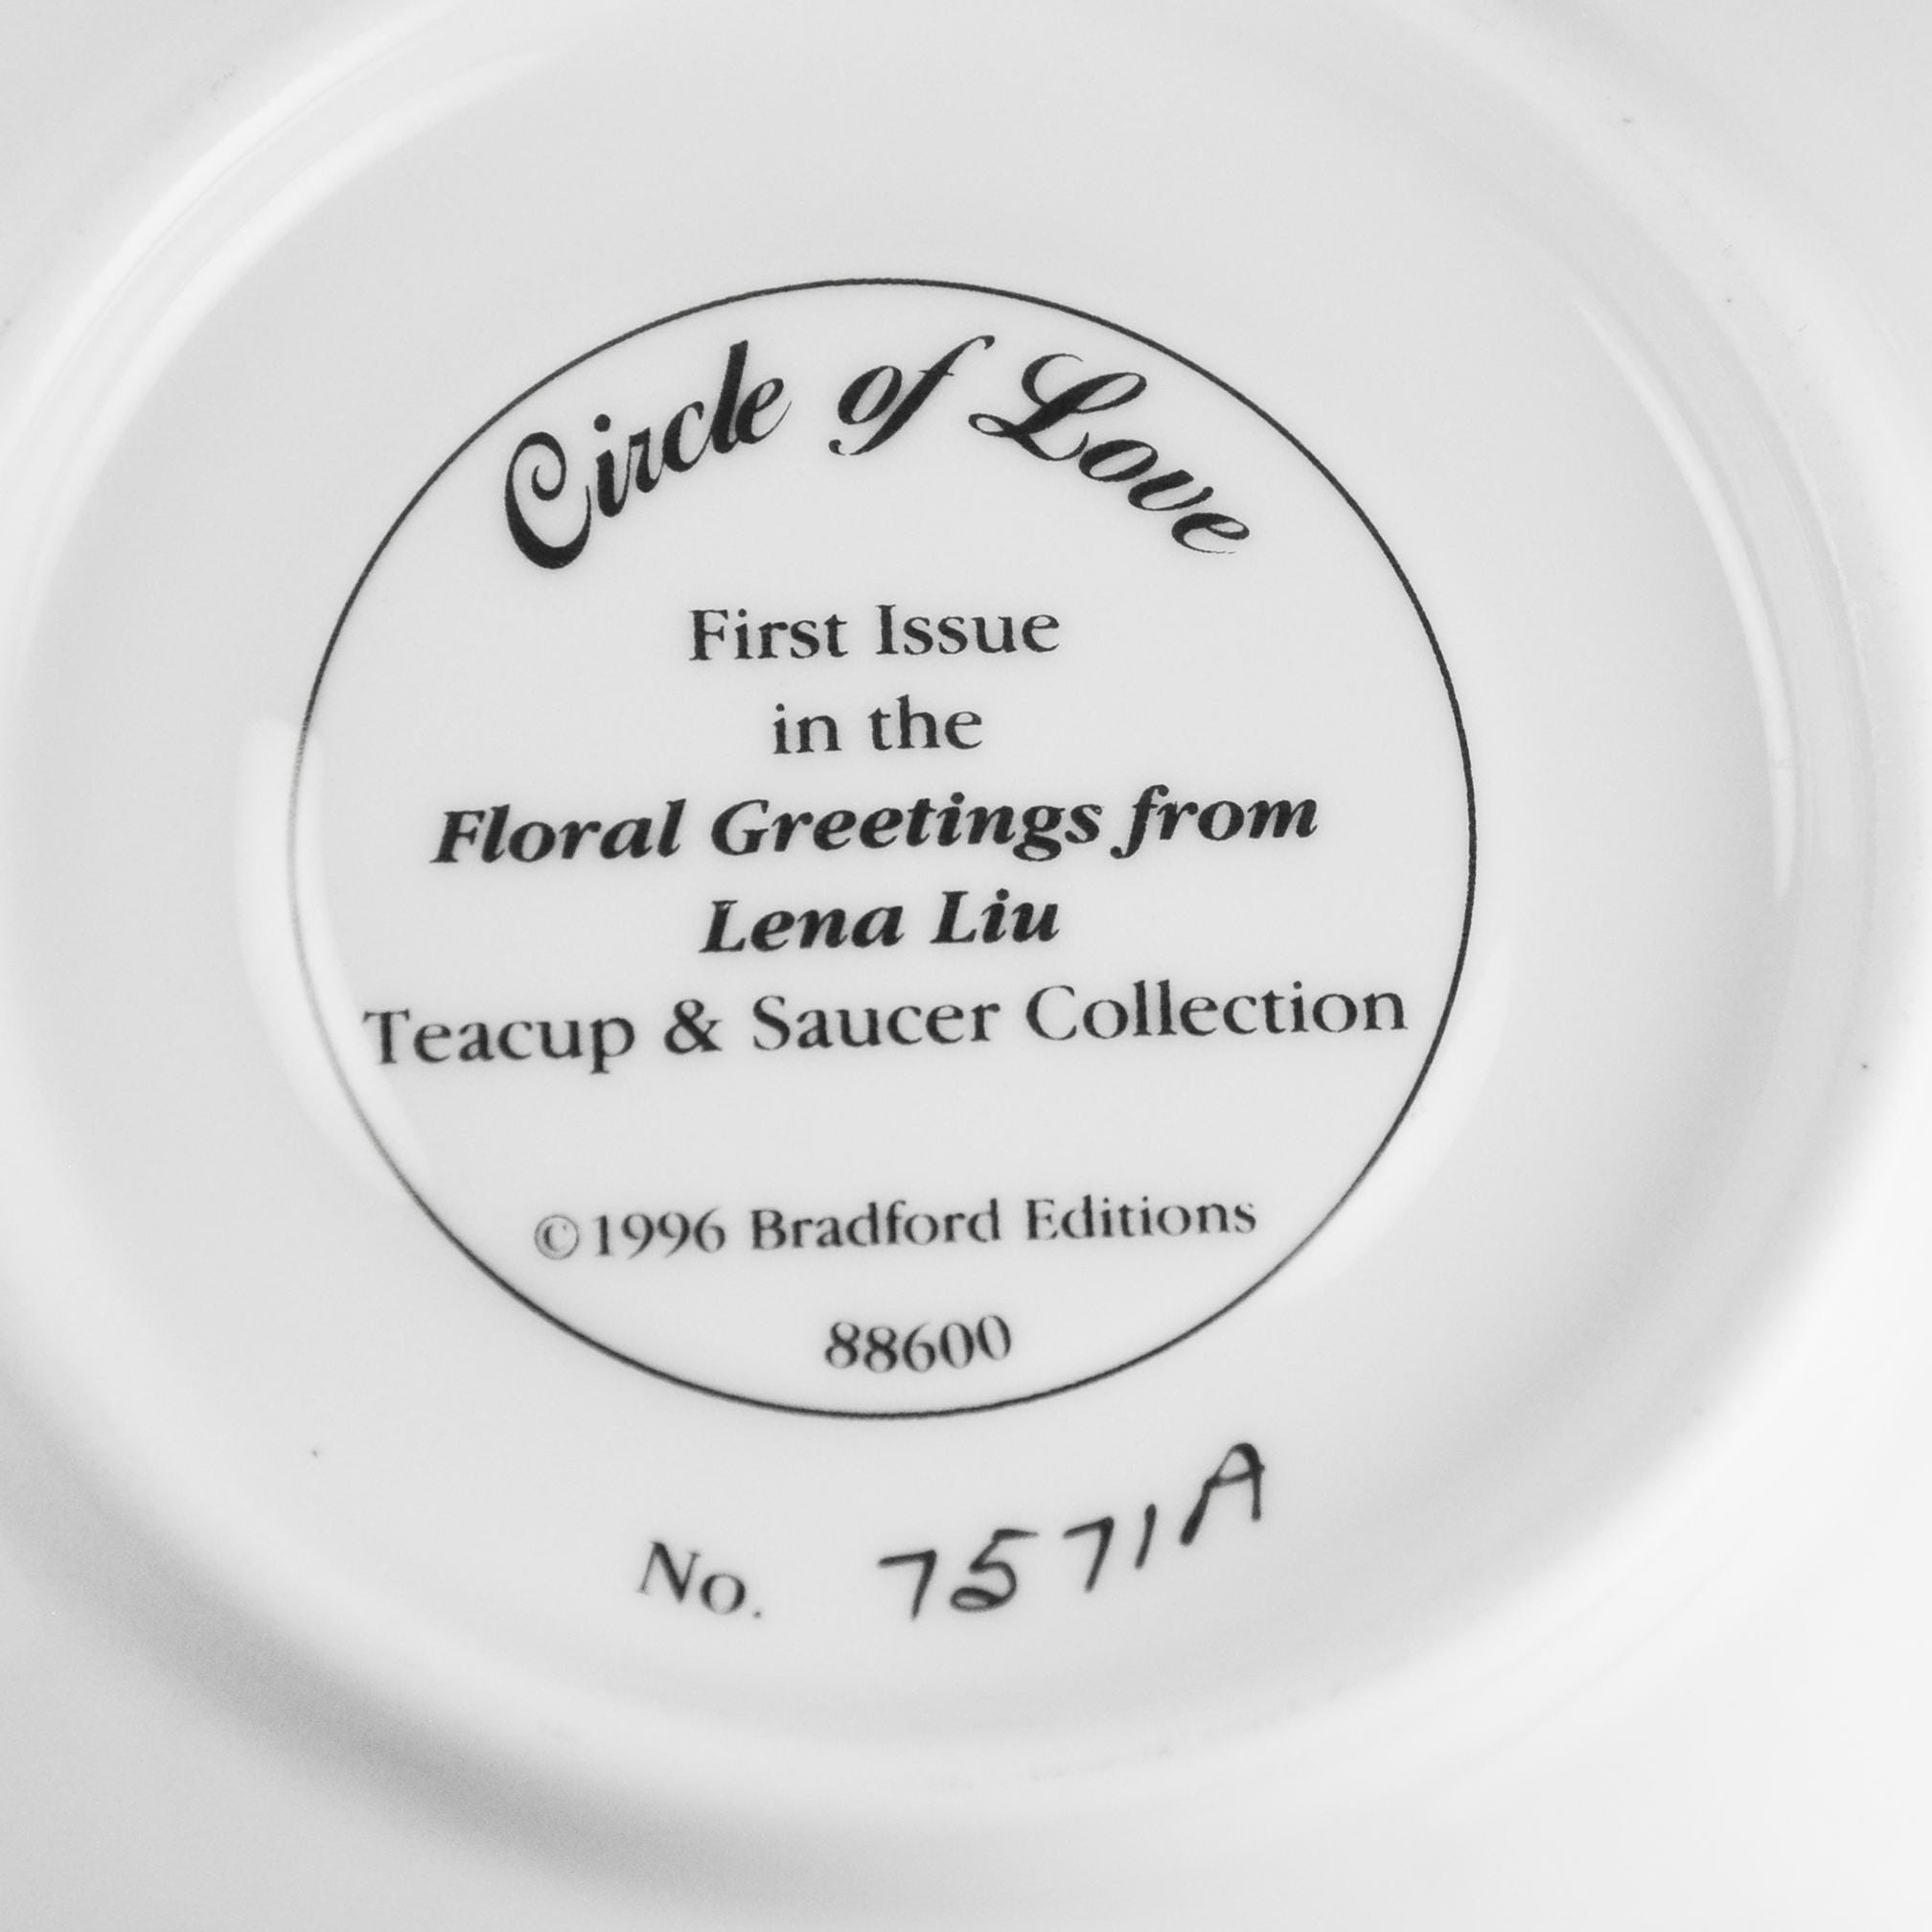 Circle of Love
First Issue
in the
Floral Greetings from
Lena Liu
Teacup & Saucer Collection
©1996 Bradford Editions
88600
No. 7571A